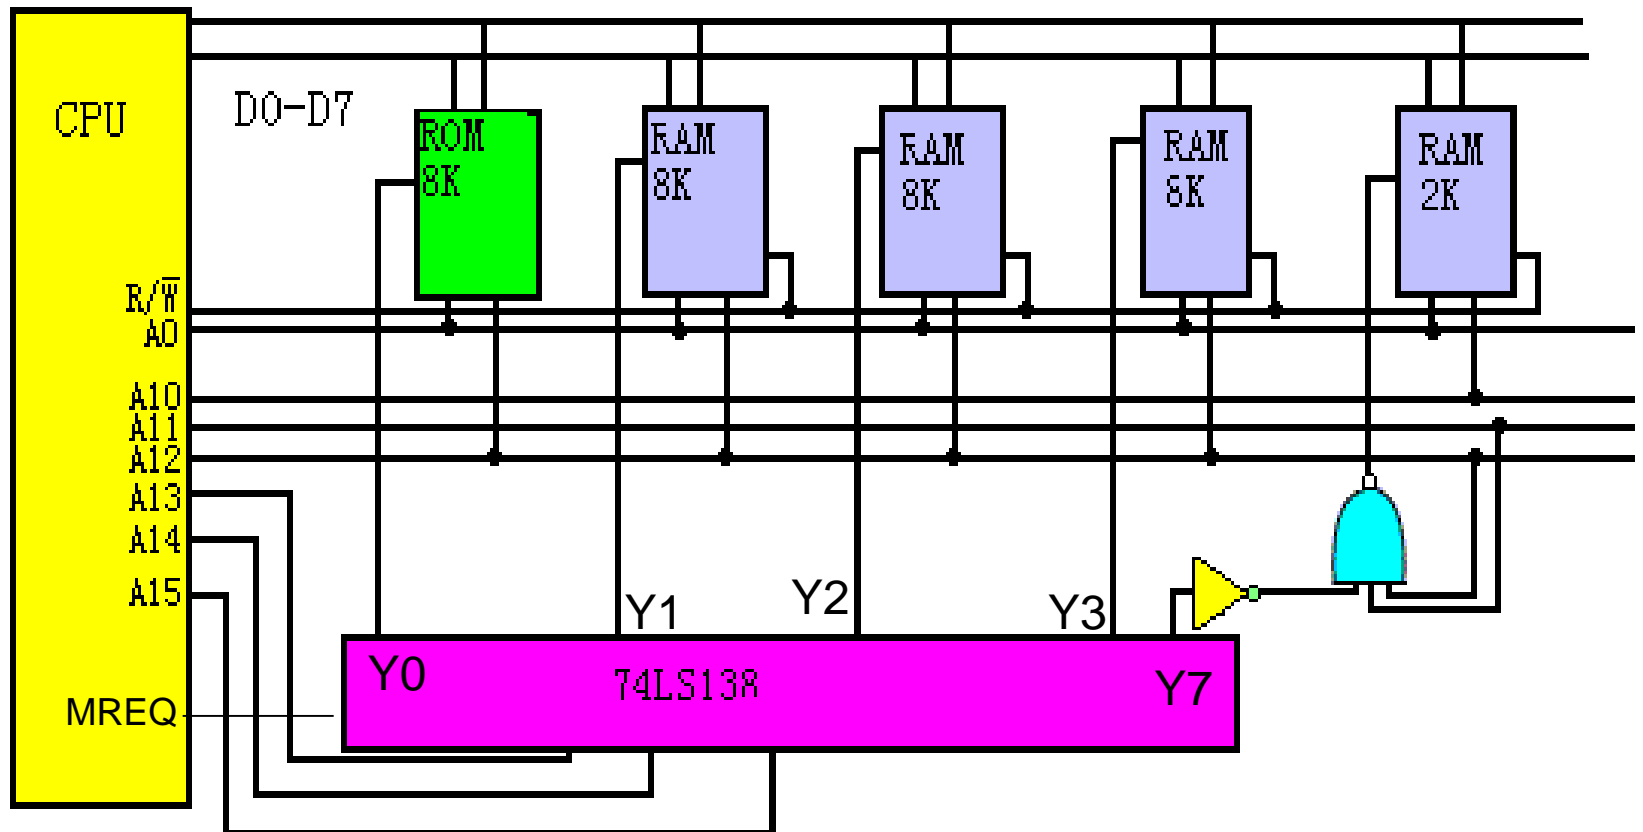 CPU
D0-D7
ROM
8K
RAM
8K
RAM
8K
RAM
8K
RAM
2K
R/W̅
A0
A10
A11
A12
A13
A14
A15
Y1
Y2
Y3
Y0
74LS138
Y7
MREQ